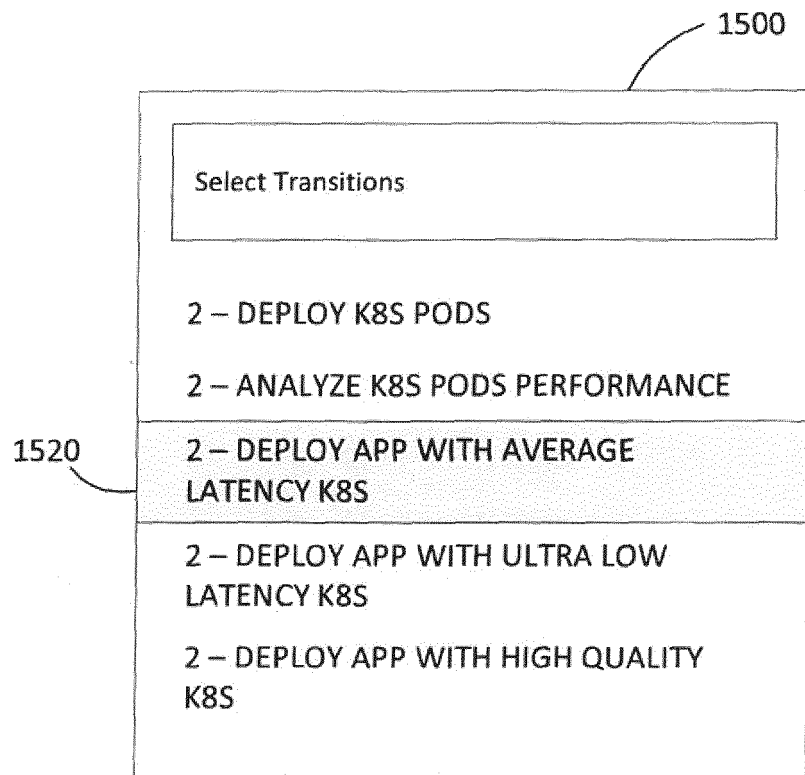 1500
Select Transitions
2 – DEPLOY K8S PODS
2 – ANALYZE K8S PODS PERFORMANCE
1520
2 – DEPLOY APP WITH AVERAGE
LATENCY K8S
2 – DEPLOY APP WITH ULTRA LOW
LATENCY K8S
2 – DEPLOY APP WITH HIGH QUALITY
K8S